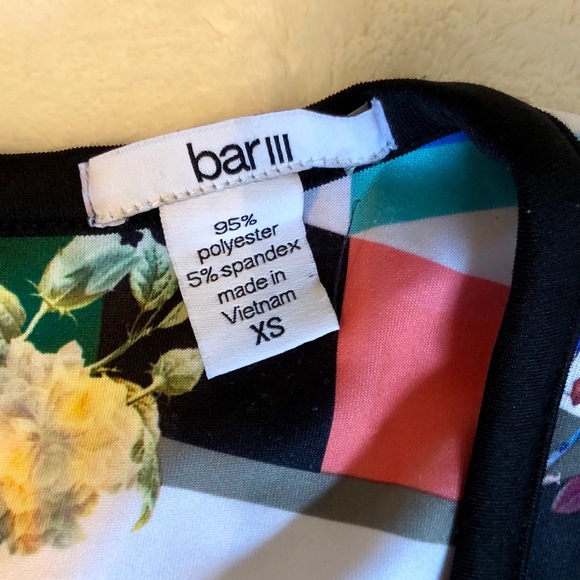 bar III
95%
polyester
5% spandex
made in
Vietnam
XS